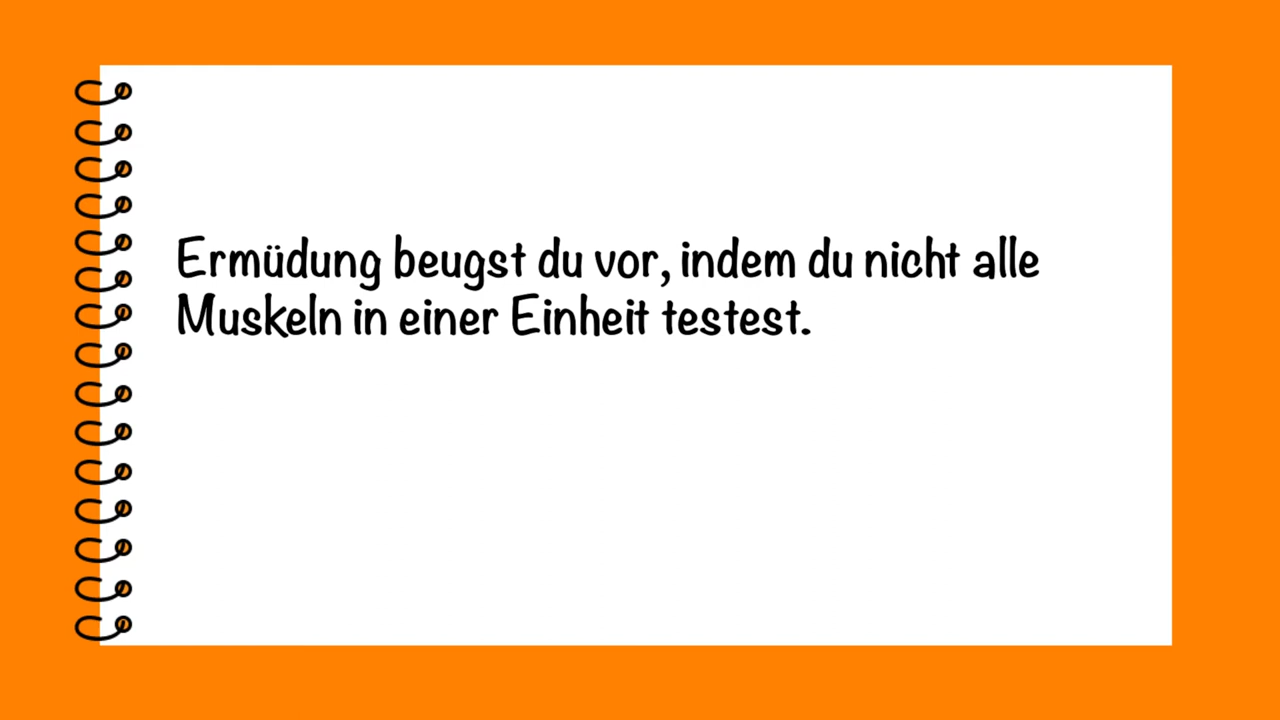 Ermüdung beugst du vor, indem du nicht alle
Muskeln in einer Einheit testest.